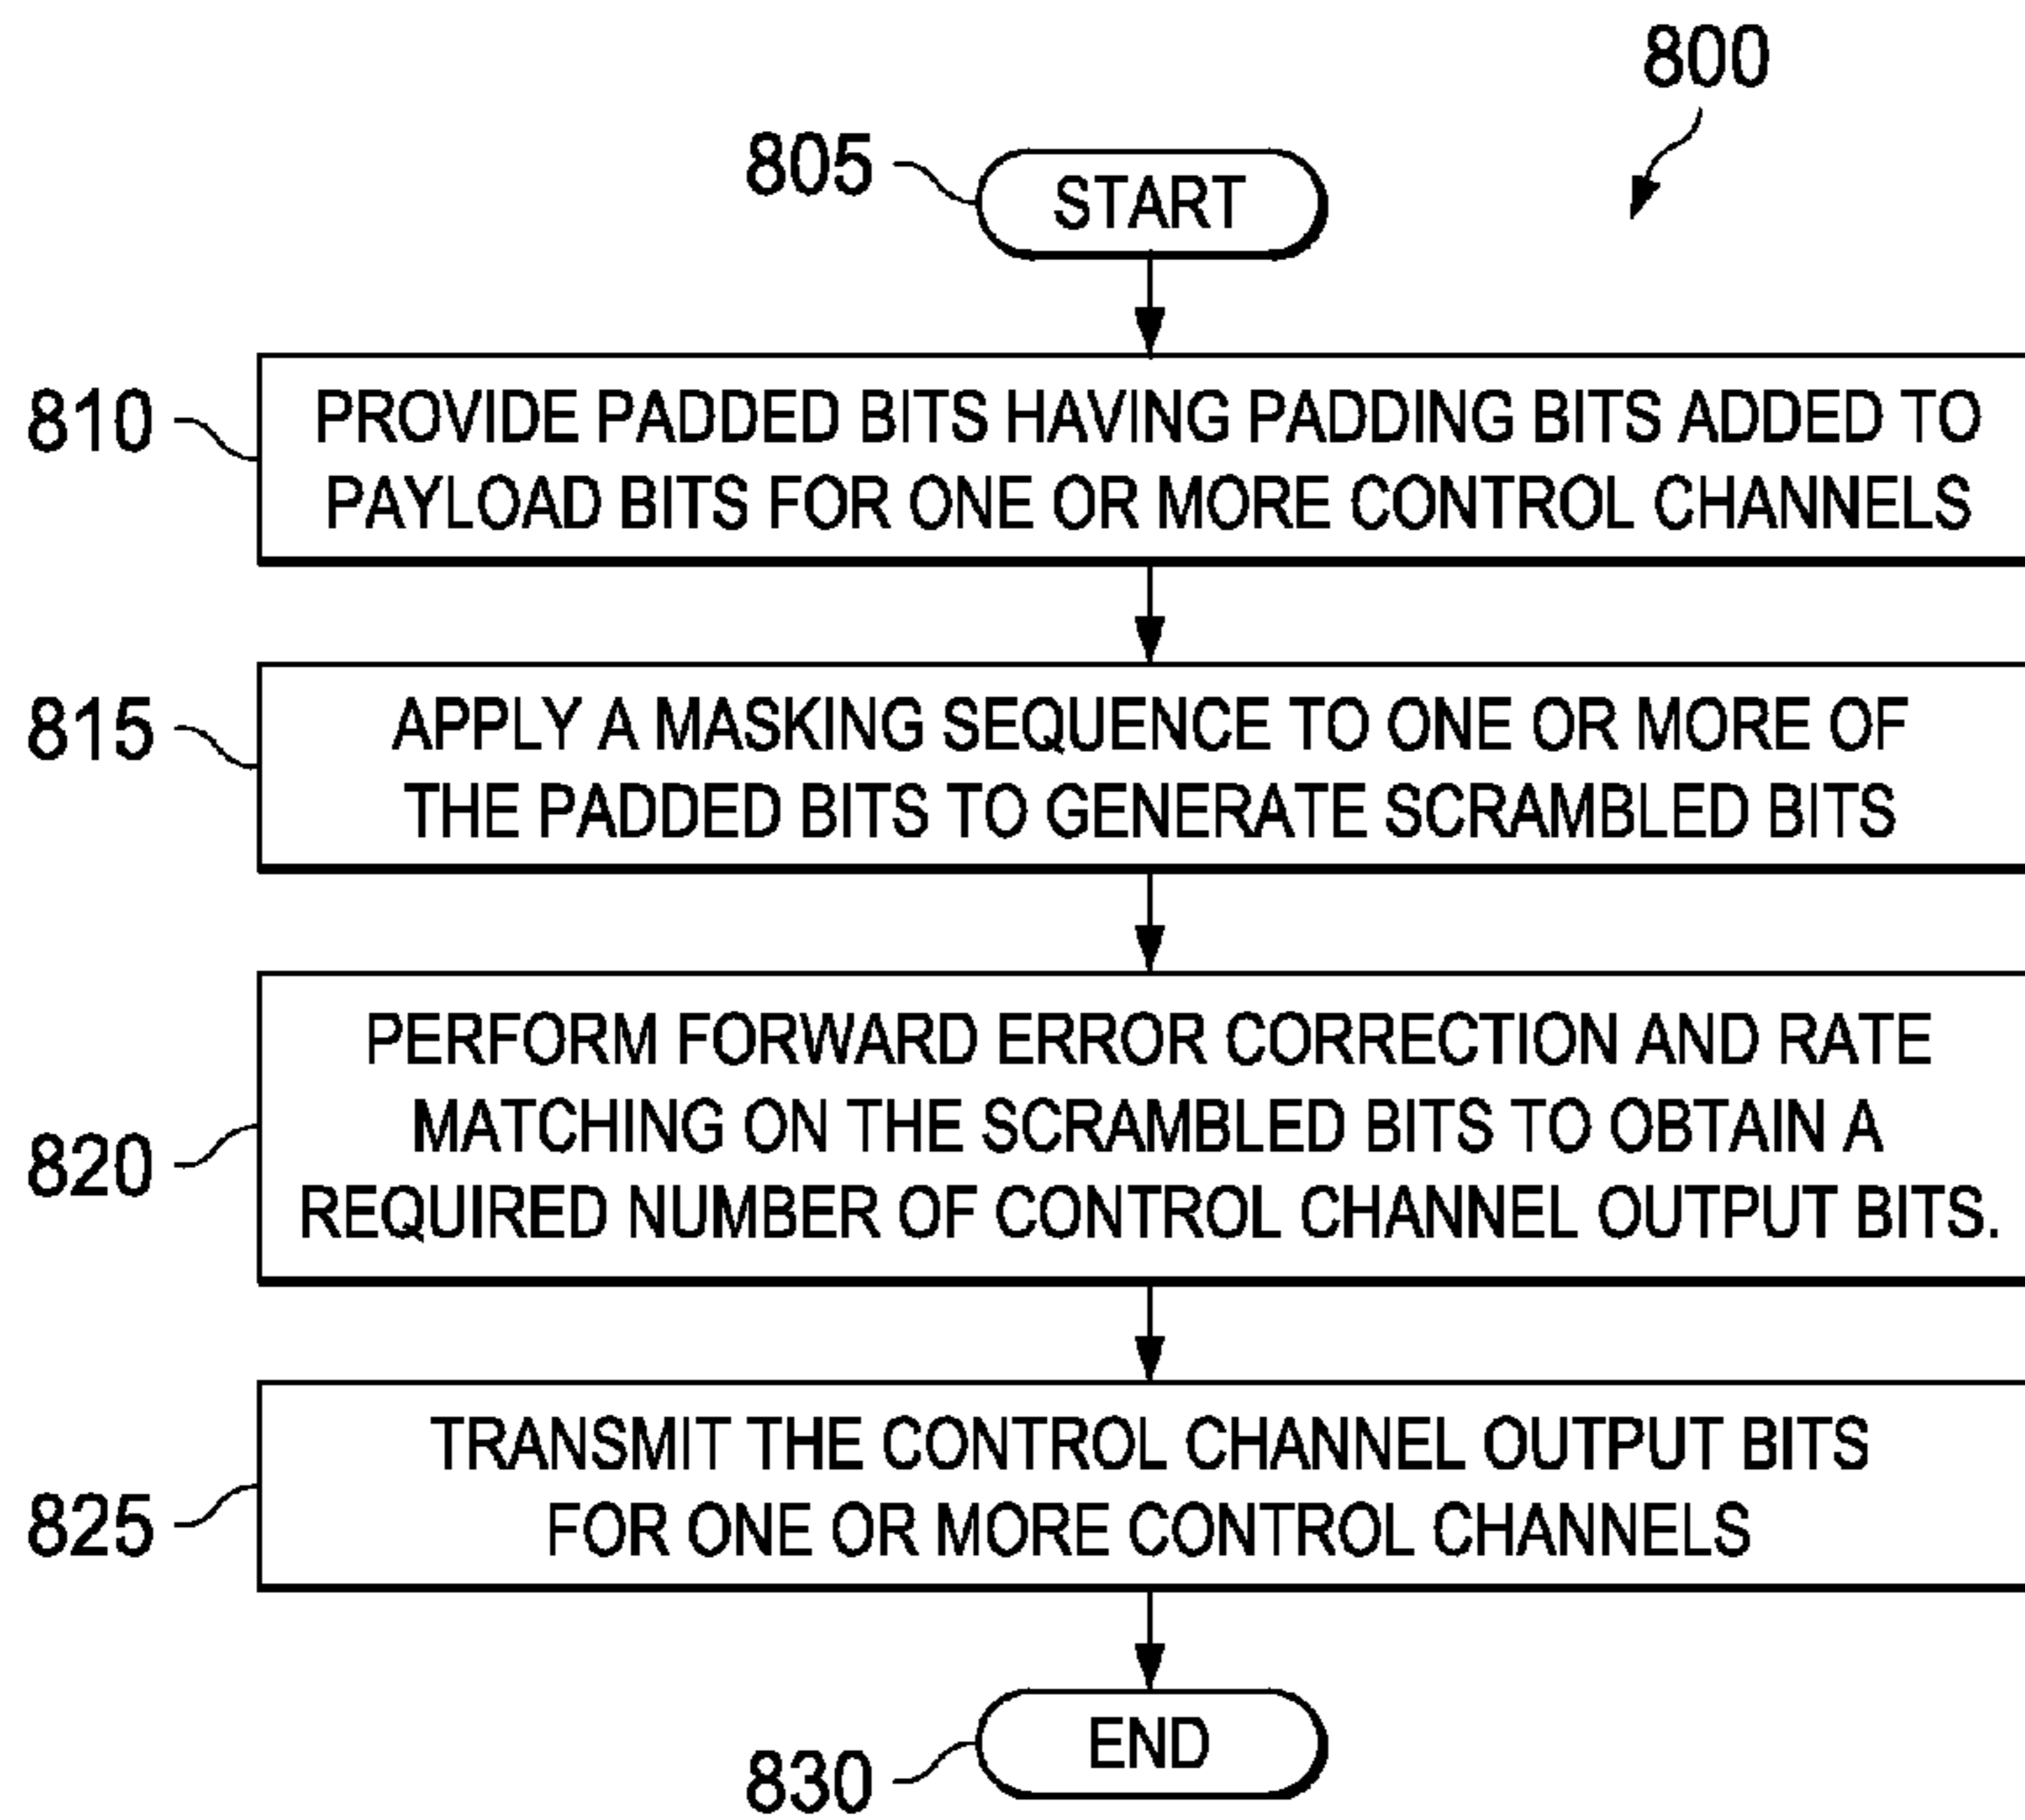 800
805
START
810
PROVIDE PADDED BITS HAVING PADDING BITS ADDED TO
PAYLOAD BITS FOR ONE OR MORE CONTROL CHANNELS
815
APPLY A MASKING SEQUENCE TO ONE OR MORE OF
THE PADDED BITS TO GENERATE SCRAMBLED BITS
820
PERFORM FORWARD ERROR CORRECTION AND RATE
MATCHING ON THE SCRAMBLED BITS TO OBTAIN A
REQUIRED NUMBER OF CONTROL CHANNEL OUTPUT BITS.
825
TRANSMIT THE CONTROL CHANNEL OUTPUT BITS
FOR ONE OR MORE CONTROL CHANNELS
830
END